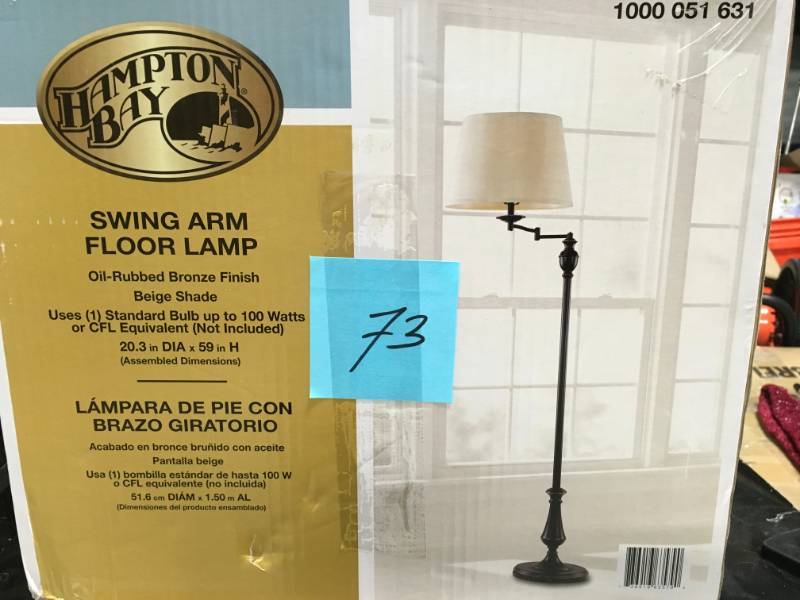 1000 051 631
HAMPTON
BAY
®
SWING ARM
FLOOR LAMP
Oil-Rubbed Bronze Finish
Beige Shade
Uses (1) Standard Bulb up to 100 Watts
or CFL Equivalent (Not Included)
20.3 in DIA x 59 in H
(Assembled Dimensions)
73
LÁMPARA DE PIE CON
BRAZO GIRATORIO
Acabado en bronce bruñido con aceite
Pantalla beige
Usa (1) bombilla estándar de hasta 100 W
o CFL equivalente (no incluida)
51.6 cm DIÁM x 1.50 m AL
(Dimensiones del producto ensamblado)